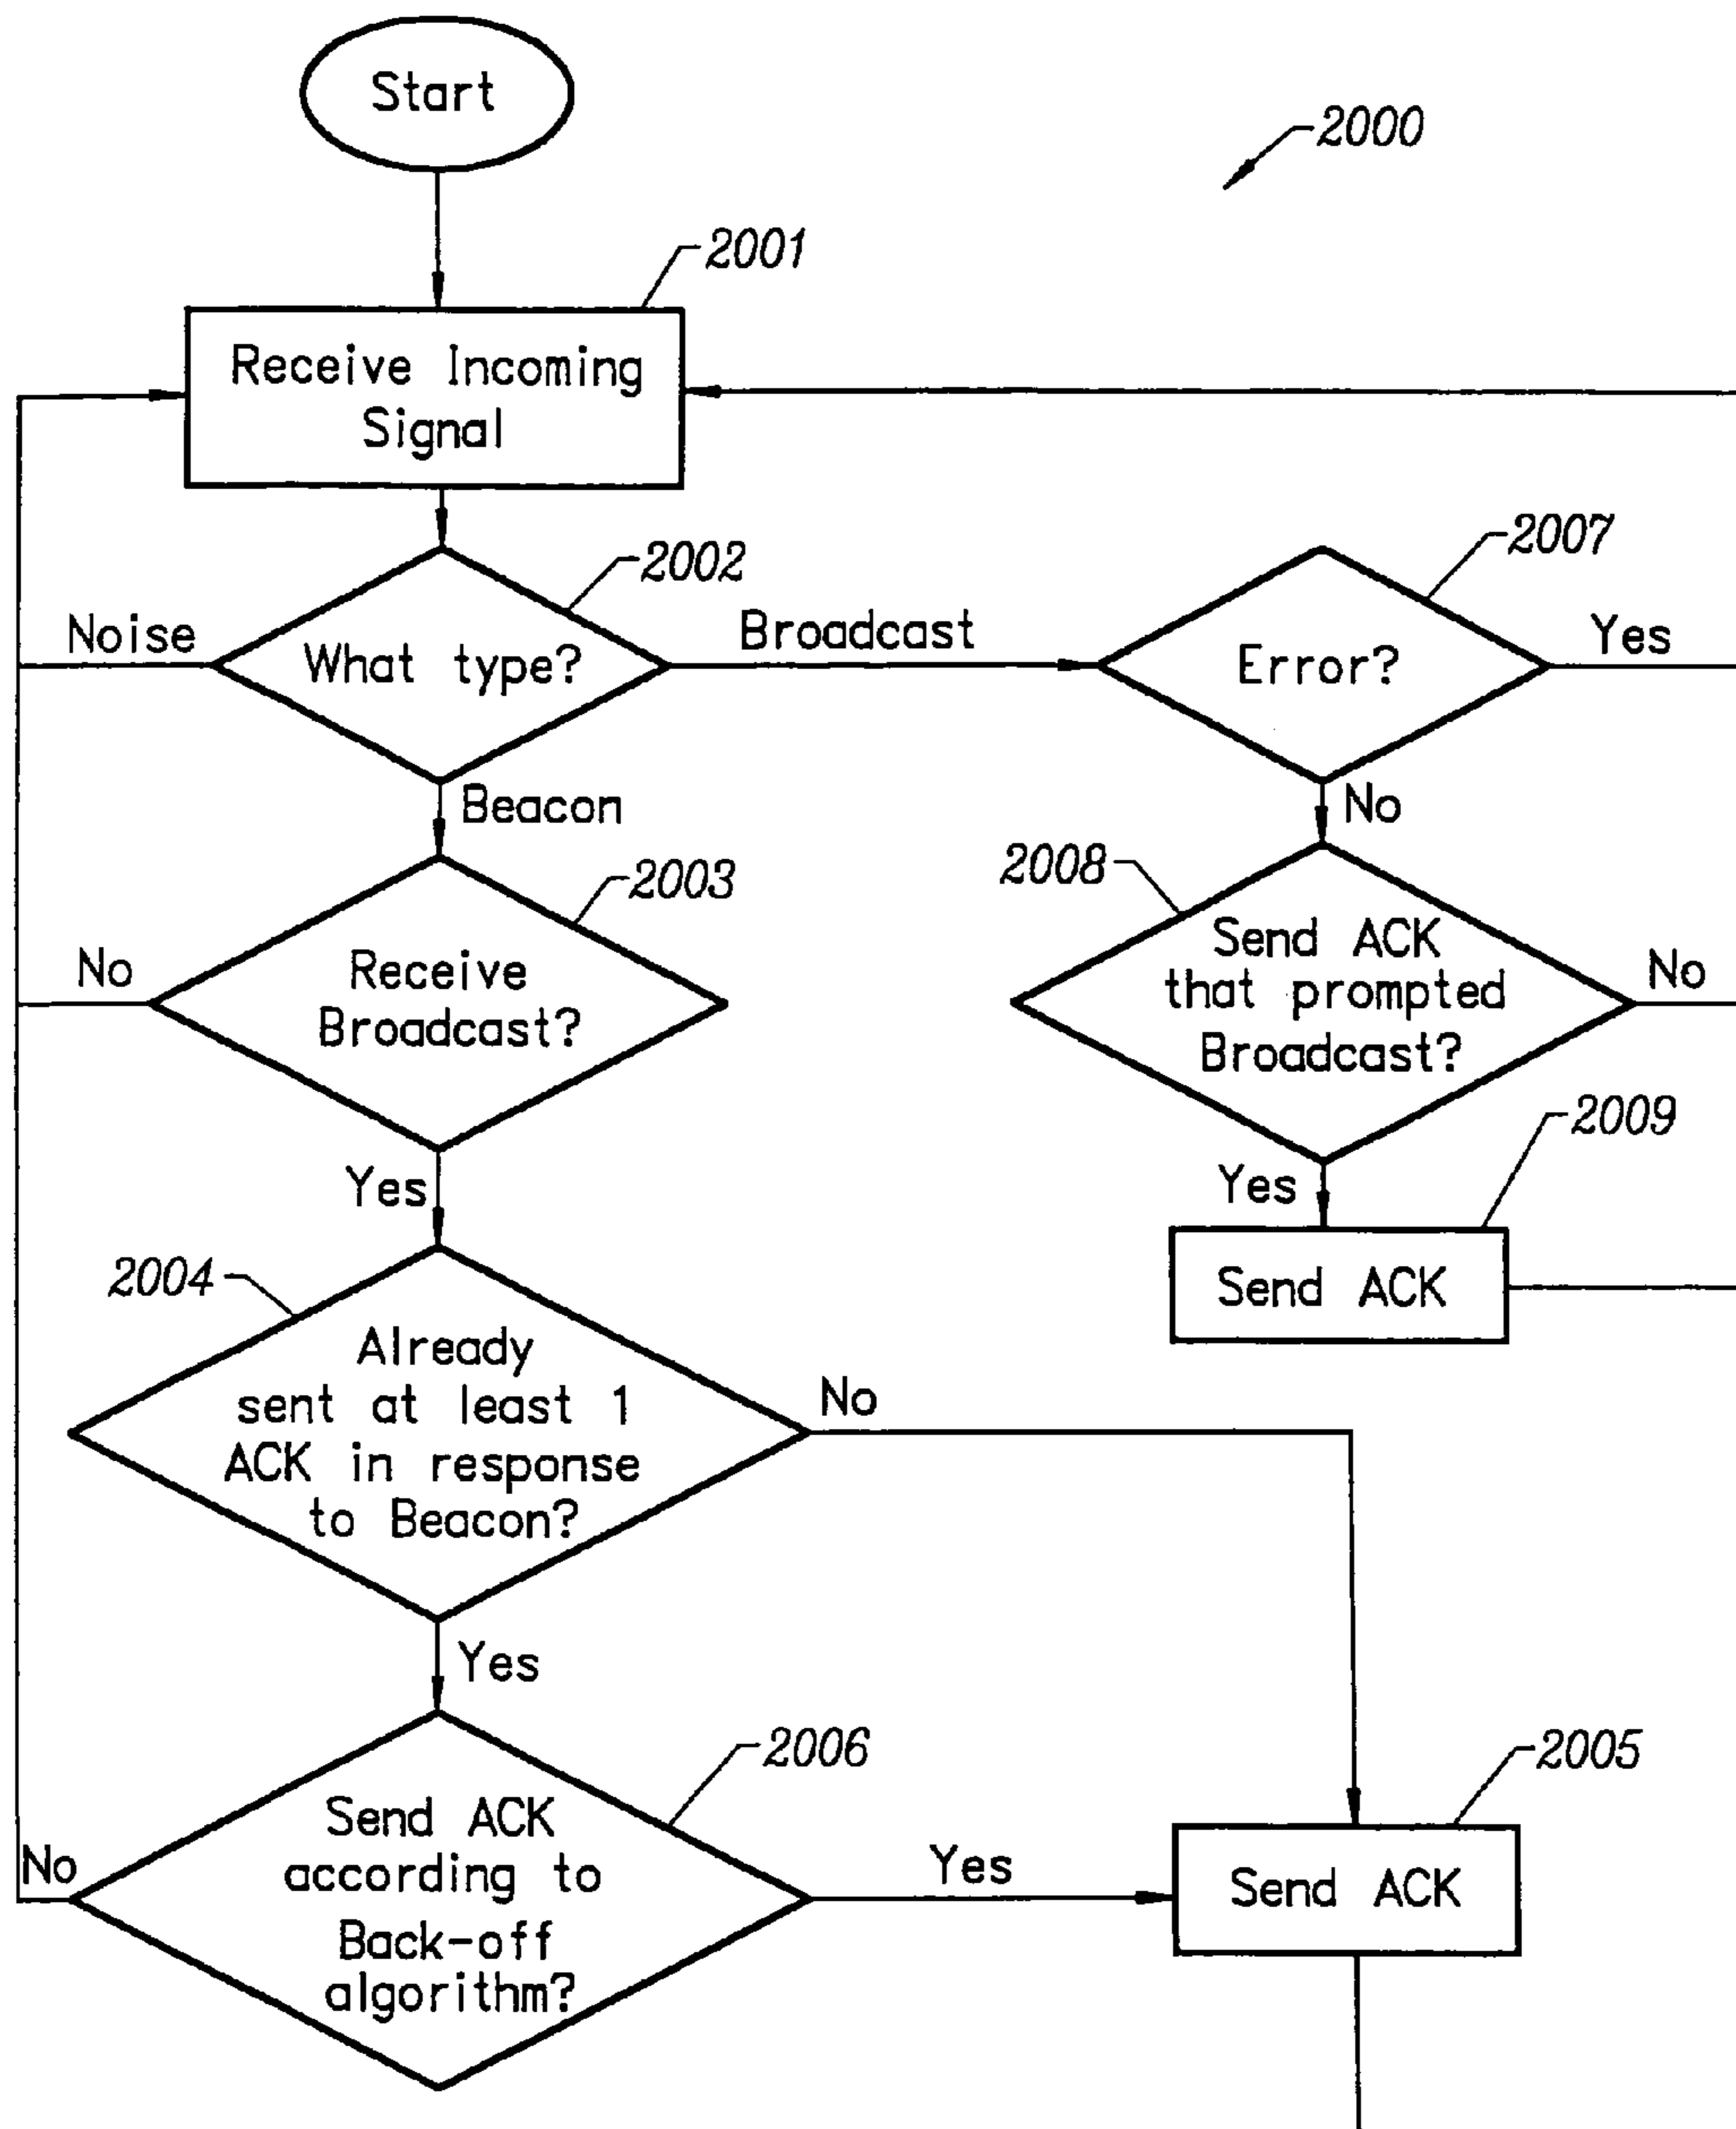 Start
2000
2001
Receive Incoming
Signal
2002
2007
Noise
What type?
Broadcast
Error?
Yes
Beacon
No
2003
2008
No
Receive
Broadcast?
Send ACK
that prompted
Broadcast?
No
Yes
Yes
2009
Send ACK
2004
Already
sent at least 1
ACK in response
to Beacon?
No
Yes
2006
2005
No
Send ACK
according to
Back-off
algorithm?
Yes
Send ACK